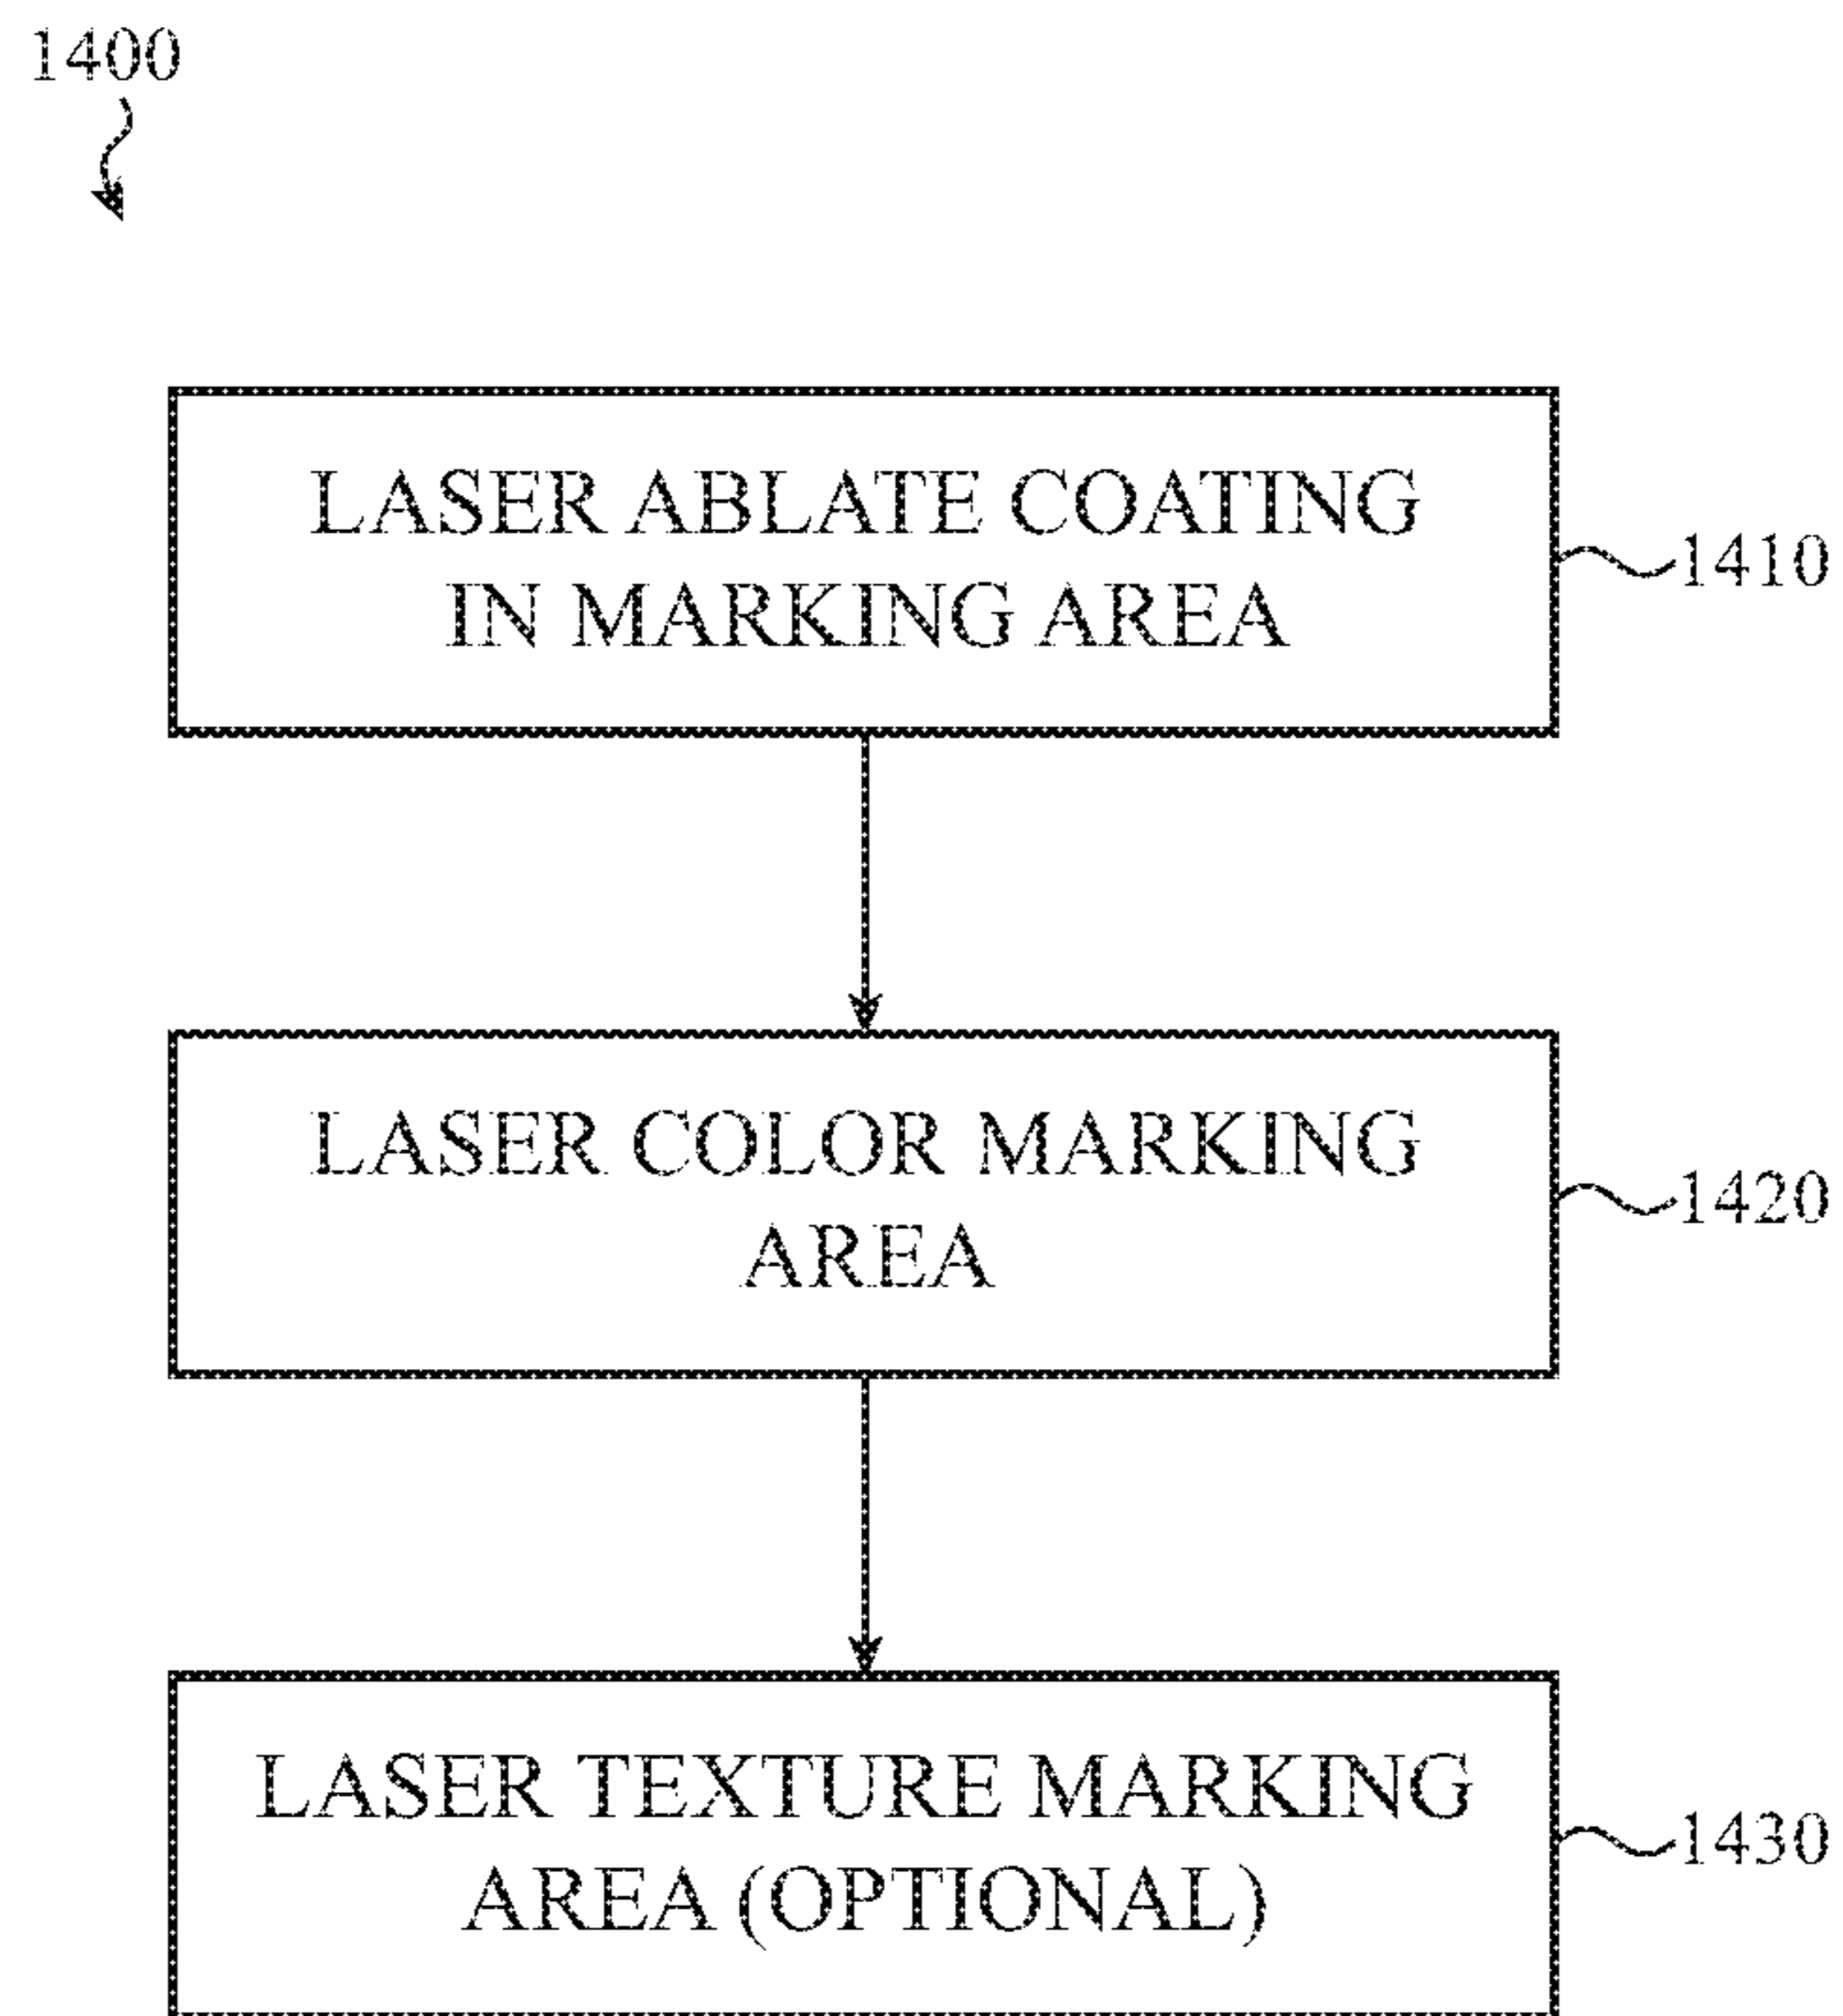 1400
LASER ABLATE COATING
IN MARKING AREA
1410
LASER COLOR MARKING
AREA
1420
LASER TEXTURE MARKING
AREA (OPTIONAL)
1430